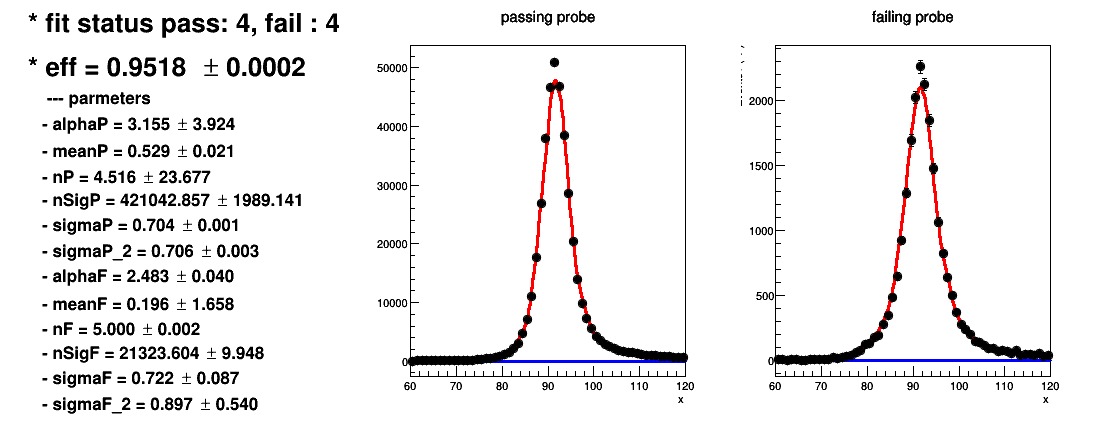 * fit status pass: 4, fail : 4
* eff = 0.9518 ± 0.0002
--- parmeters
- alphaP = 3.155 ± 3.924
- meanP = 0.529 ± 0.021
- nP = 4.516 ± 23.677
- nSigP = 421042.857 ± 1989.141
- sigmaP = 0.704 ± 0.001
- sigmaP_2 = 0.706 ± 0.003
- alphaF = 2.483 ± 0.040
- meanF = 0.196 ± 1.658
- nF = 5.000 ± 0.002
- nSigF = 21323.604 ± 9.948
- sigmaF = 0.722 ± 0.087
- sigmaF_2 = 0.897 ± 0.540
passing probe
50000
40000
30000
20000
10000
0
60 70 80 90 100 110 120
x
failing probe
2000
1500
1000
500
0
60 70 80 90 100 110 120
x